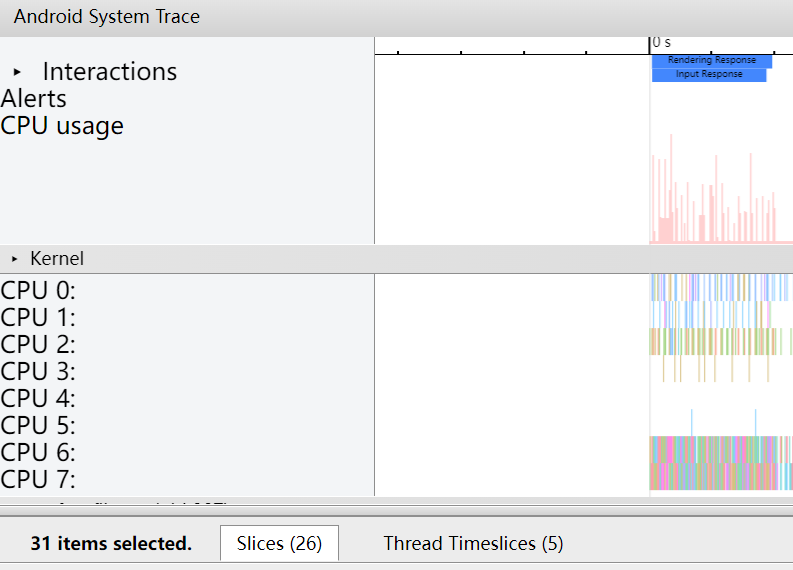 Android System Trace
0 s
Rendering Response
Interactions
Input Response
Alerts
CPU usage
Kernel
CPU 0:
CPU 1:
CPU 2:
CPU 3:
CPU 4:
CPU 5:
CPU 6:
CPU 7:
31 items selected. Slices (26) Thread Timeslices (5)